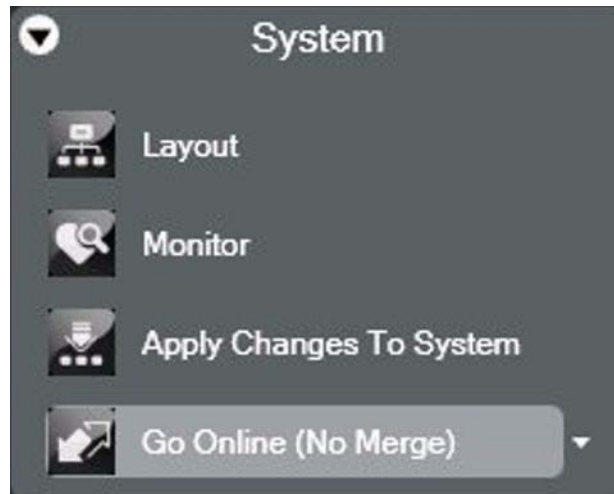 System
Layout
Monitor
Apply Changes To System
Go Online (No Merge)